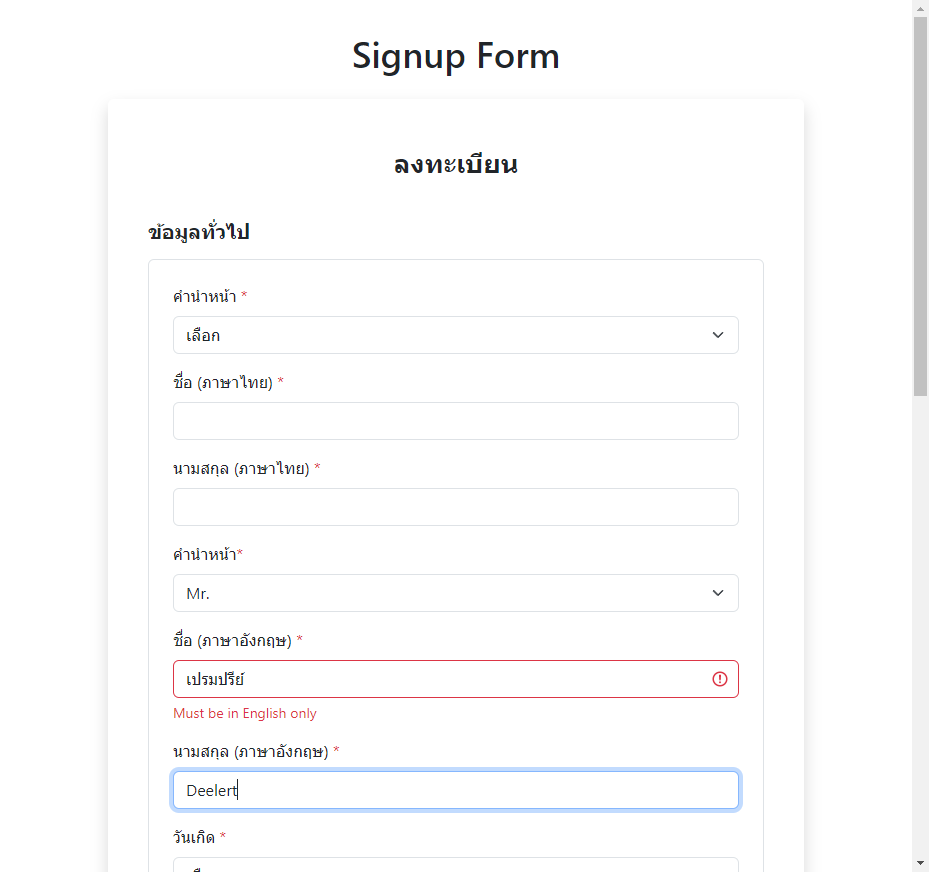 Signup Form
ลงทะเบียน
ข้อมูลทั่วไป
คำนำหน้า *
เลือก
ชื่อ (ภาษาไทย) *
นามสกุล (ภาษาไทย) *
คำนำหน้า*
Mr.
ชื่อ (ภาษาอังกฤษ) *
เปรมปรีย์
Must be in English only
นามสกุล (ภาษาอังกฤษ) *
Deelert
วันเกิด *